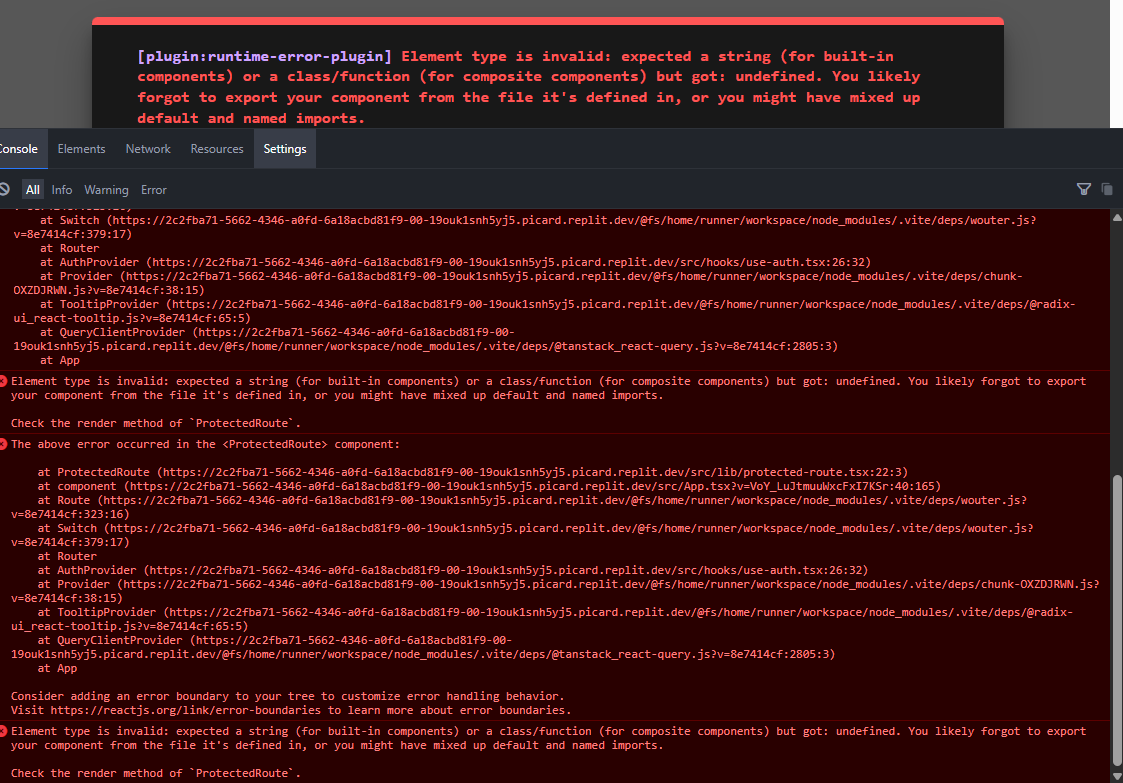 [plugin:runtime-error-plugin] Element type is invalid: expected a string (for built-in
components) or a class/function (for composite components) but got: undefined. You likely
forgot to export your component from the file it's defined in, or you might have mixed up
default and named imports.
Console Elements Network Resources Settings
All Info Warning Error
at Switch (https://2c2fba71-5662-4346-a0fd-6a18acbd81f9-00-19ouk1snh5yj5.picard.replit.dev/@fs/home/runner/workspace/node_modules/.vite/deps/wouter.js?
v=8e7414cf:379:17)
at Router
at AuthProvider (https://2c2fba71-5662-4346-a0fd-6a18acbd81f9-00-19ouk1snh5yj5.picard.replit.dev/src/hooks/use-auth.tsx:26:32)
at Provider (https://2c2fba71-5662-4346-a0fd-6a18acbd81f9-00-19ouk1snh5yj5.picard.replit.dev/@fs/home/runner/workspace/node_modules/.vite/deps/chunk-
OXZDJRWN.js?v=8e7414cf:38:15)
at TooltipProvider (https://2c2fba71-5662-4346-a0fd-6a18acbd81f9-00-19ouk1snh5yj5.picard.replit.dev/@fs/home/runner/workspace/node_modules/.vite/deps/@radix-
ui_react-tooltip.js?v=8e7414cf:65:5)
at QueryClientProvider (https://2c2fba71-5662-4346-a0fd-6a18acbd81f9-00-
19ouk1snh5yj5.picard.replit.dev/@fs/home/runner/workspace/node_modules/.vite/deps/@tanstack_react-query.js?v=8e7414cf:2805:3)
at App
Element type is invalid: expected a string (for built-in components) or a class/function (for composite components) but got: undefined. You likely forgot to export
your component from the file it's defined in, or you might have mixed up default and named imports.
Check the render method of `ProtectedRoute`.
The above error occurred in the <ProtectedRoute> component:
at ProtectedRoute (https://2c2fba71-5662-4346-a0fd-6a18acbd81f9-00-19ouk1snh5yj5.picard.replit.dev/src/lib/protected-route.tsx:22:3)
at component (https://2c2fba71-5662-4346-a0fd-6a18acbd81f9-00-19ouk1snh5yj5.picard.replit.dev/src/App.tsx?v=VoY_LuJtmuuWxcFxI7KSr:40:165)
at Route (https://2c2fba71-5662-4346-a0fd-6a18acbd81f9-00-19ouk1snh5yj5.picard.replit.dev/@fs/home/runner/workspace/node_modules/.vite/deps/wouter.js?
v=8e7414cf:323:16)
at Switch (https://2c2fba71-5662-4346-a0fd-6a18acbd81f9-00-19ouk1snh5yj5.picard.replit.dev/@fs/home/runner/workspace/node_modules/.vite/deps/wouter.js?
v=8e7414cf:379:17)
at Router
at AuthProvider (https://2c2fba71-5662-4346-a0fd-6a18acbd81f9-00-19ouk1snh5yj5.picard.replit.dev/src/hooks/use-auth.tsx:26:32)
at Provider (https://2c2fba71-5662-4346-a0fd-6a18acbd81f9-00-19ouk1snh5yj5.picard.replit.dev/@fs/home/runner/workspace/node_modules/.vite/deps/chunk-OXZDJRWN.js?
v=8e7414cf:38:15)
at TooltipProvider (https://2c2fba71-5662-4346-a0fd-6a18acbd81f9-00-19ouk1snh5yj5.picard.replit.dev/@fs/home/runner/workspace/node_modules/.vite/deps/@radix-
ui_react-tooltip.js?v=8e7414cf:65:5)
at QueryClientProvider (https://2c2fba71-5662-4346-a0fd-6a18acbd81f9-00-
19ouk1snh5yj5.picard.replit.dev/@fs/home/runner/workspace/node_modules/.vite/deps/@tanstack_react-query.js?v=8e7414cf:2805:3)
at App
Consider adding an error boundary to your tree to customize error handling behavior.
Visit https://reactjs.org/link/error-boundaries to learn more about error boundaries.
Element type is invalid: expected a string (for built-in components) or a class/function (for composite components) but got: undefined. You likely forgot to export
your component from the file it's defined in, or you might have mixed up default and named imports.
Check the render method of `ProtectedRoute`.